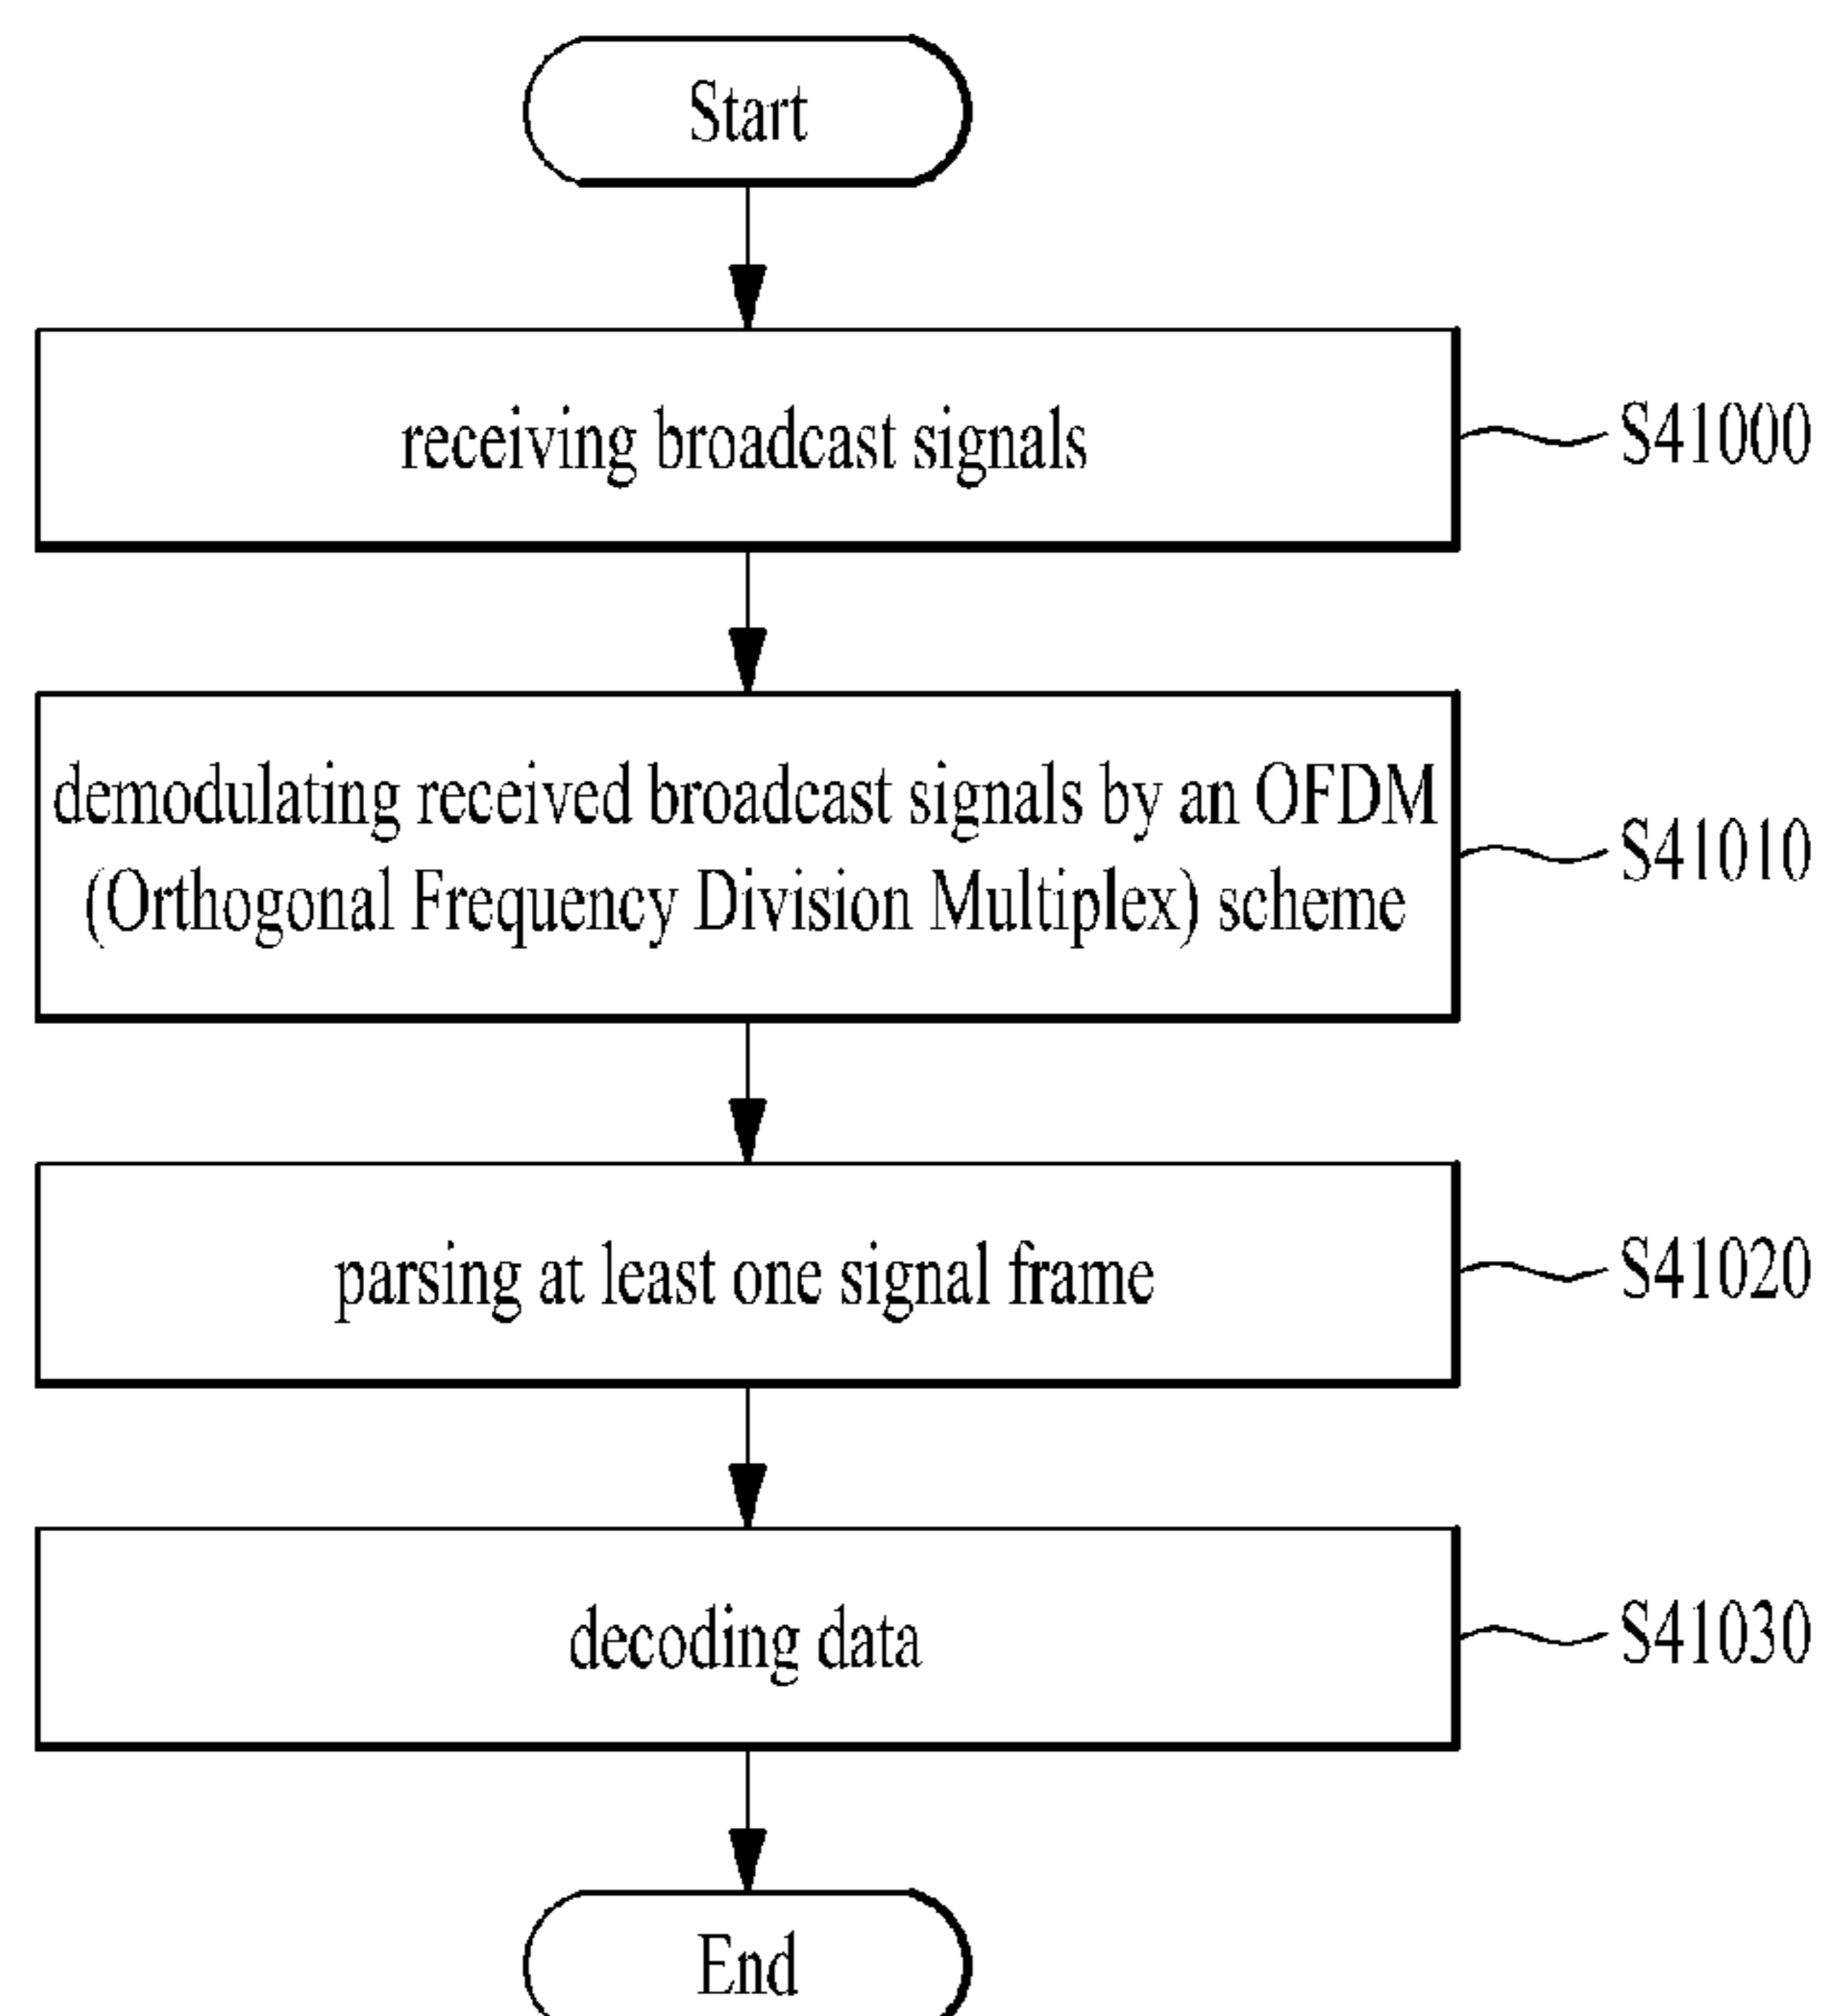 Start
receiving broadcast signals
S41000
demodulating received broadcast signals by an OFDM
(Orthogonal Frequency Division Multiplex) scheme
S41010
parsing at least one signal frame
S41020
decoding data
S41030
End